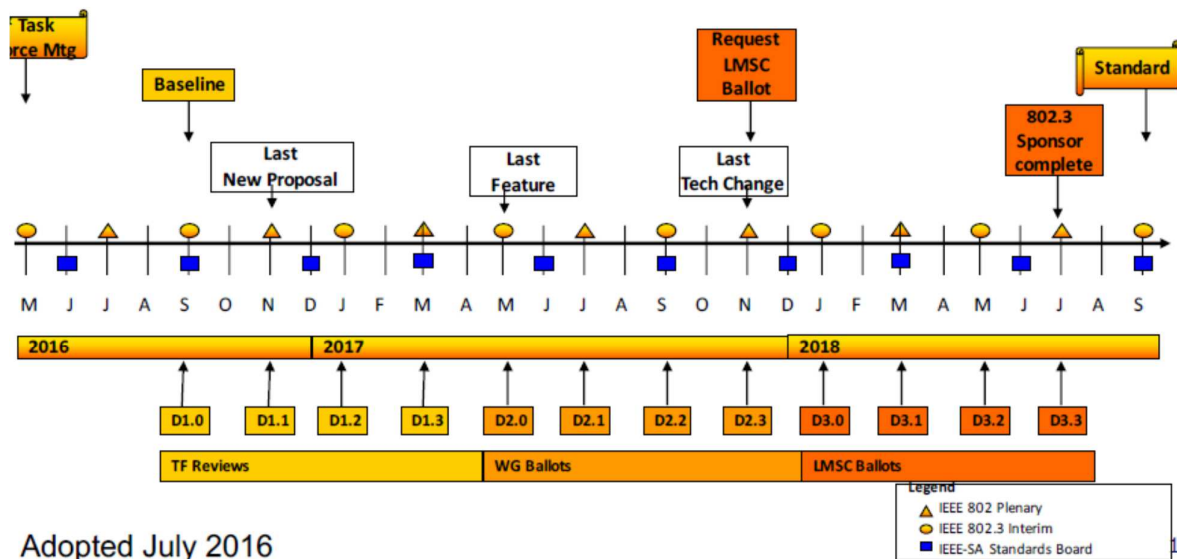 Task
orce Mtg
Request
LMSC
Ballot
Standard
Baseline
802.3
Sponsor
complete
Last
New Proposal
Last
Feature
Last
Tech Change
M J J A S O N D J F M A M J J A S O N D J F M A M J J A S
2016 2017 2018
D1.0 D1.1 D1.2 D1.3 D2.0 D2.1 D2.2 D2.3 D3.0 D3.1 D3.2 D3.3
TF Reviews WG Ballots LMSC Ballots
Legend
IEEE 802 Plenary
IEEE 802.3 Interim
IEEE-SA Standards Board
Adopted July 2016
1